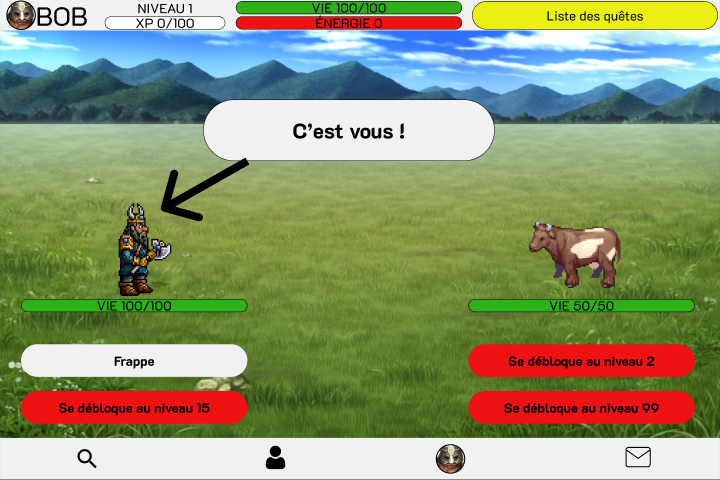 BOB
NIVEAU 1
XP 0/100
VIE 100/100
ÉNERGIE 0
Liste des quêtes
C'est vous !
VIE 100/100
VIE 50/50
Frappe
Se débloque au niveau 2
Se débloque au niveau 15
Se débloque au niveau 99